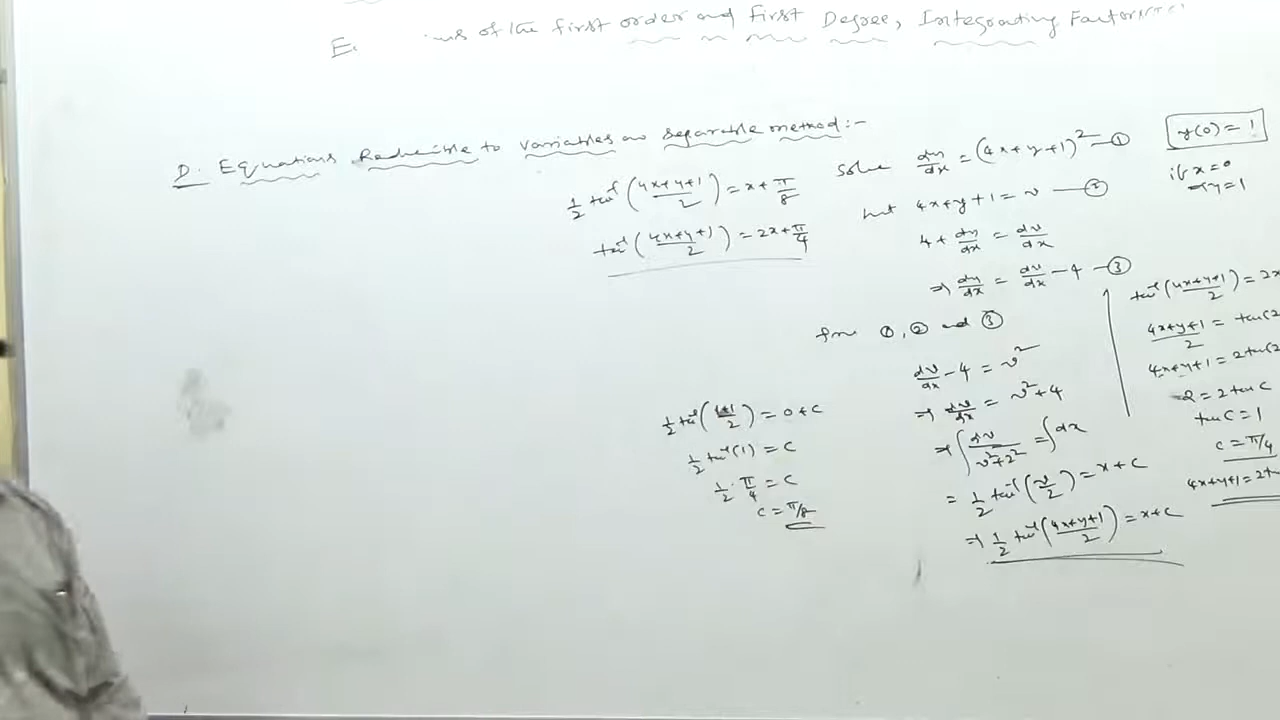 E. ns of the first order and First Degree, Integrating Factor
D. Equations Reducible to variables as separable method:-
Solve dy/dx = (4x+y+1)² —①
y(0) = 1
if x=0
⇒ y=1
put 4x+y+1 = v —②
4 + dy/dx = dv/dx
⇒ dy/dx = dv/dx - 4 —③
from ①, ② and ③
dv/dx - 4 = v²
⇒ dv/dx = v²+4
⇒ ∫ dv/(v²+2²) = ∫dx
= 1/2 tan⁻¹(v/2) = x+c
⇒ 1/2 tan⁻¹((4x+y+1)/2) = x+c
1/2 tan⁻¹((1+1)/2) = 0+c
1/2 tan⁻¹(1) = c
1/2 · π/4 = c
c = π/8
1/2 tan⁻¹((4x+y+1)/2) = x + π/8
tan⁻¹((4x+y+1)/2) = 2x + π/4
tan⁻¹((4x+y+1)/2) = 2x
(4x+y+1)/2 = tan(2
4x+y+1 = 2tan(2
2 = 2 tan c
tan c = 1
c = π/4
4x+y+1 = 2t